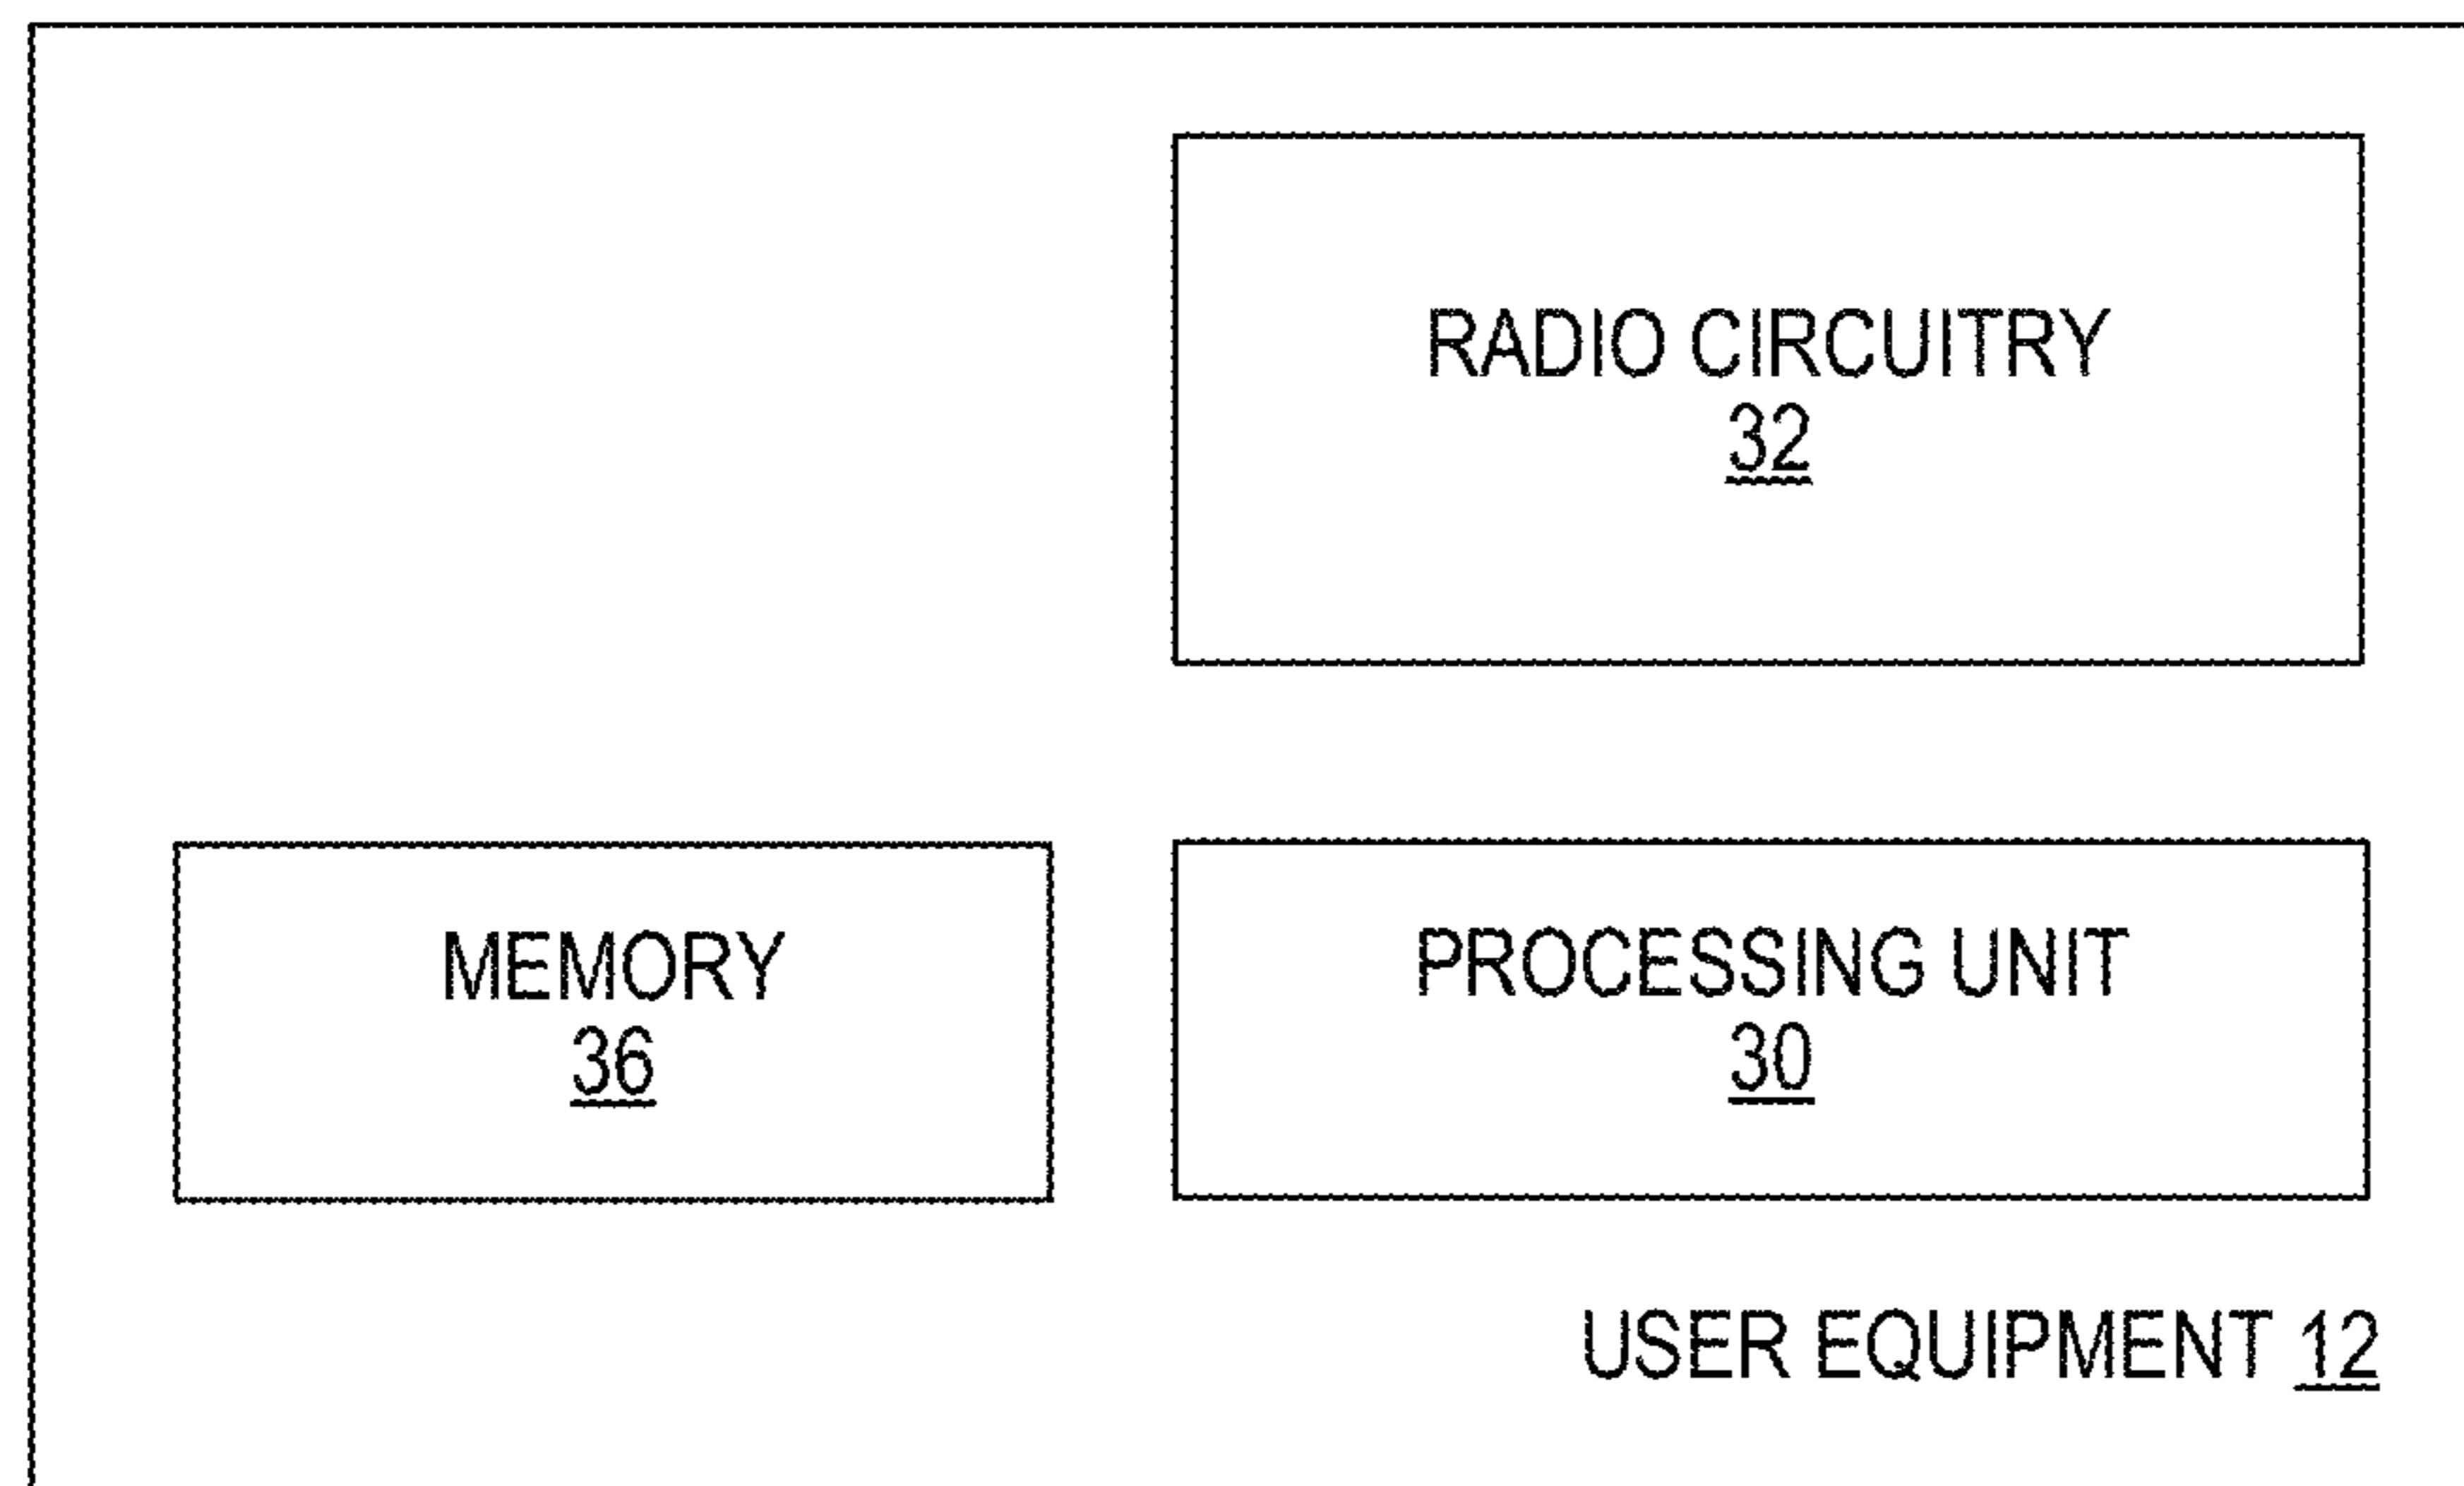 RADIO CIRCUITRY
32
MEMORY
36
PROCESSING UNIT
30
USER EQUIPMENT 12